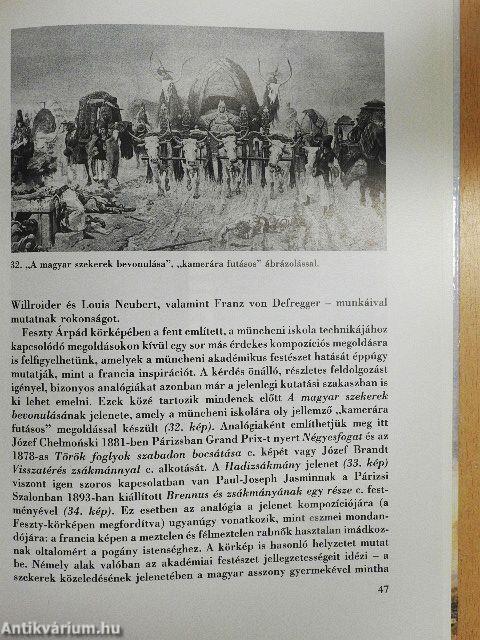 32. „A magyar szekerek bevonulása”, „kamerára futásos” ábrázolással.
Willroider és Louis Neubert, valamint Franz von Defregger – munkáival
mutatnak rokonságot.
Feszty Árpád körképében a fent említett, a müncheni iskola technikájához
kapcsolódó megoldásokon kívül egy sor más érdekes kompozíciós megoldásra
is felfigyelhetünk, amelyek a müncheni akadémikus festészet hatását éppúgy
mutatják, mint a francia inspirációt. A kérdés önálló, részletes feldolgozást
igényel, bizonyos analógiákat azonban már a jelenlegi kutatási szakaszban is
ki lehet emelni. Ezek közé tartozik mindenek előtt A magyar szekerek
bevonulásának jelenete, amely a müncheni iskolára oly jellemző „kamerára
futásos” megoldással készült (32. kép). Analógiaként említhetjük meg itt
Józef Chelmoński 1881-ben Párizsban Grand Prix-t nyert Négyesfogat és az
1878-as Török foglyok szabadon bocsátása c. képét vagy Józef Brandt
Visszatérés zsákmánnyal c. alkotását. A Hadizsákmány jelenet (33. kép)
viszont igen szoros kapcsolatban van Paul-Joseph Jasminnak a Párizsi
Szalonban 1893-ban kiállított Brennus és zsákmányának egy része c. fest-
ményével (34. kép). Ez esetben az analógia a jelenet kompozíciójára (a
Feszty-körképen megfordítva) ugyanúgy vonatkozik, mint eszmei mondan-
dójára: a francia képen a meztelen és félmeztelen rabnők hasztalan imádkoz-
nak oltalomért a pogány istenséghez. A körkép is hasonló helyzetet mutat
be. Némely alak valóban az akadémiai festészet jellegzetességeit idézi – a
szekerek közeledésének jelenetében a magyar asszony gyermekével mintha
47
Antikvárium.hu